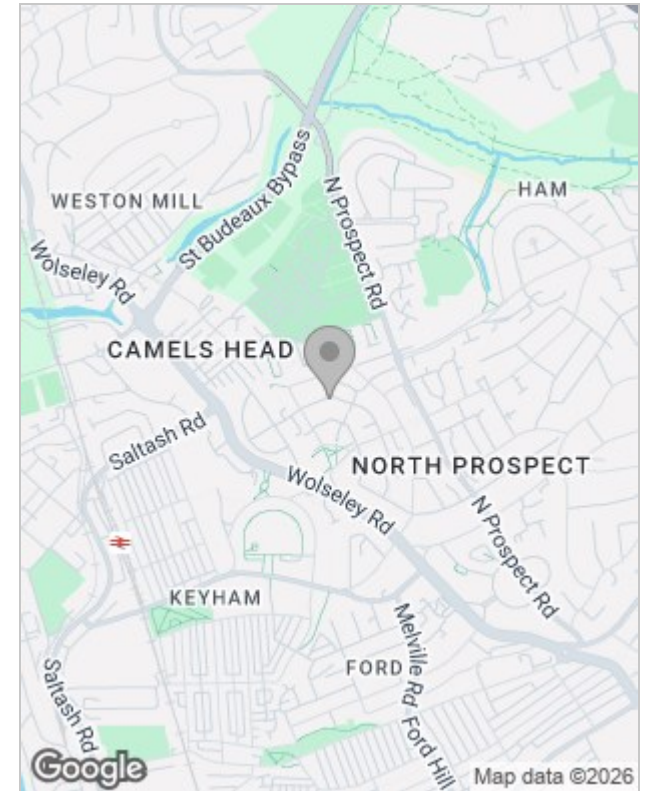 St Budeaux Bypass
N Prospect Rd
HAM
WESTON MILL
Wolseley Rd
CAMELS HEAD
Saltash Rd
NORTH PROSPECT
Wolseley Rd
N Prospect Rd
KEYHAM
Melville Rd
FORD
Saltash Rd
Ford Hill
Google
Map data ©2026